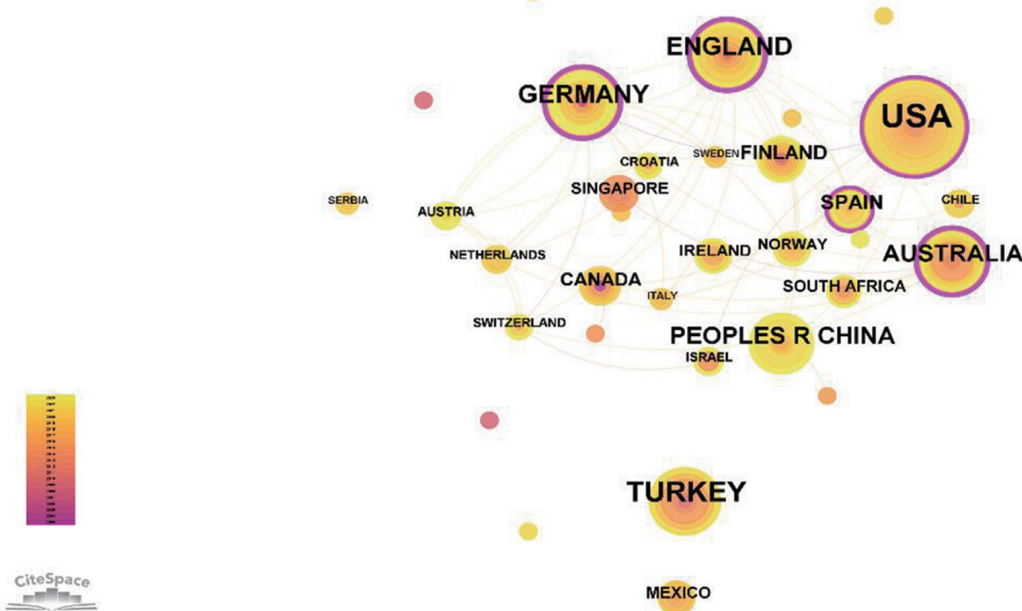 ENGLAND
GERMANY
USA
SWEDEN
FINLAND
CROATIA
SINGAPORE
SERBIA
AUSTRIA
SPAIN
CHILE
NETHERLANDS
IRELAND
NORWAY
AUSTRALIA
CANADA
ITALY
SOUTH AFRICA
SWITZERLAND
PEOPLES R CHINA
ISRAEL
TURKEY
CiteSpace
MEXICO